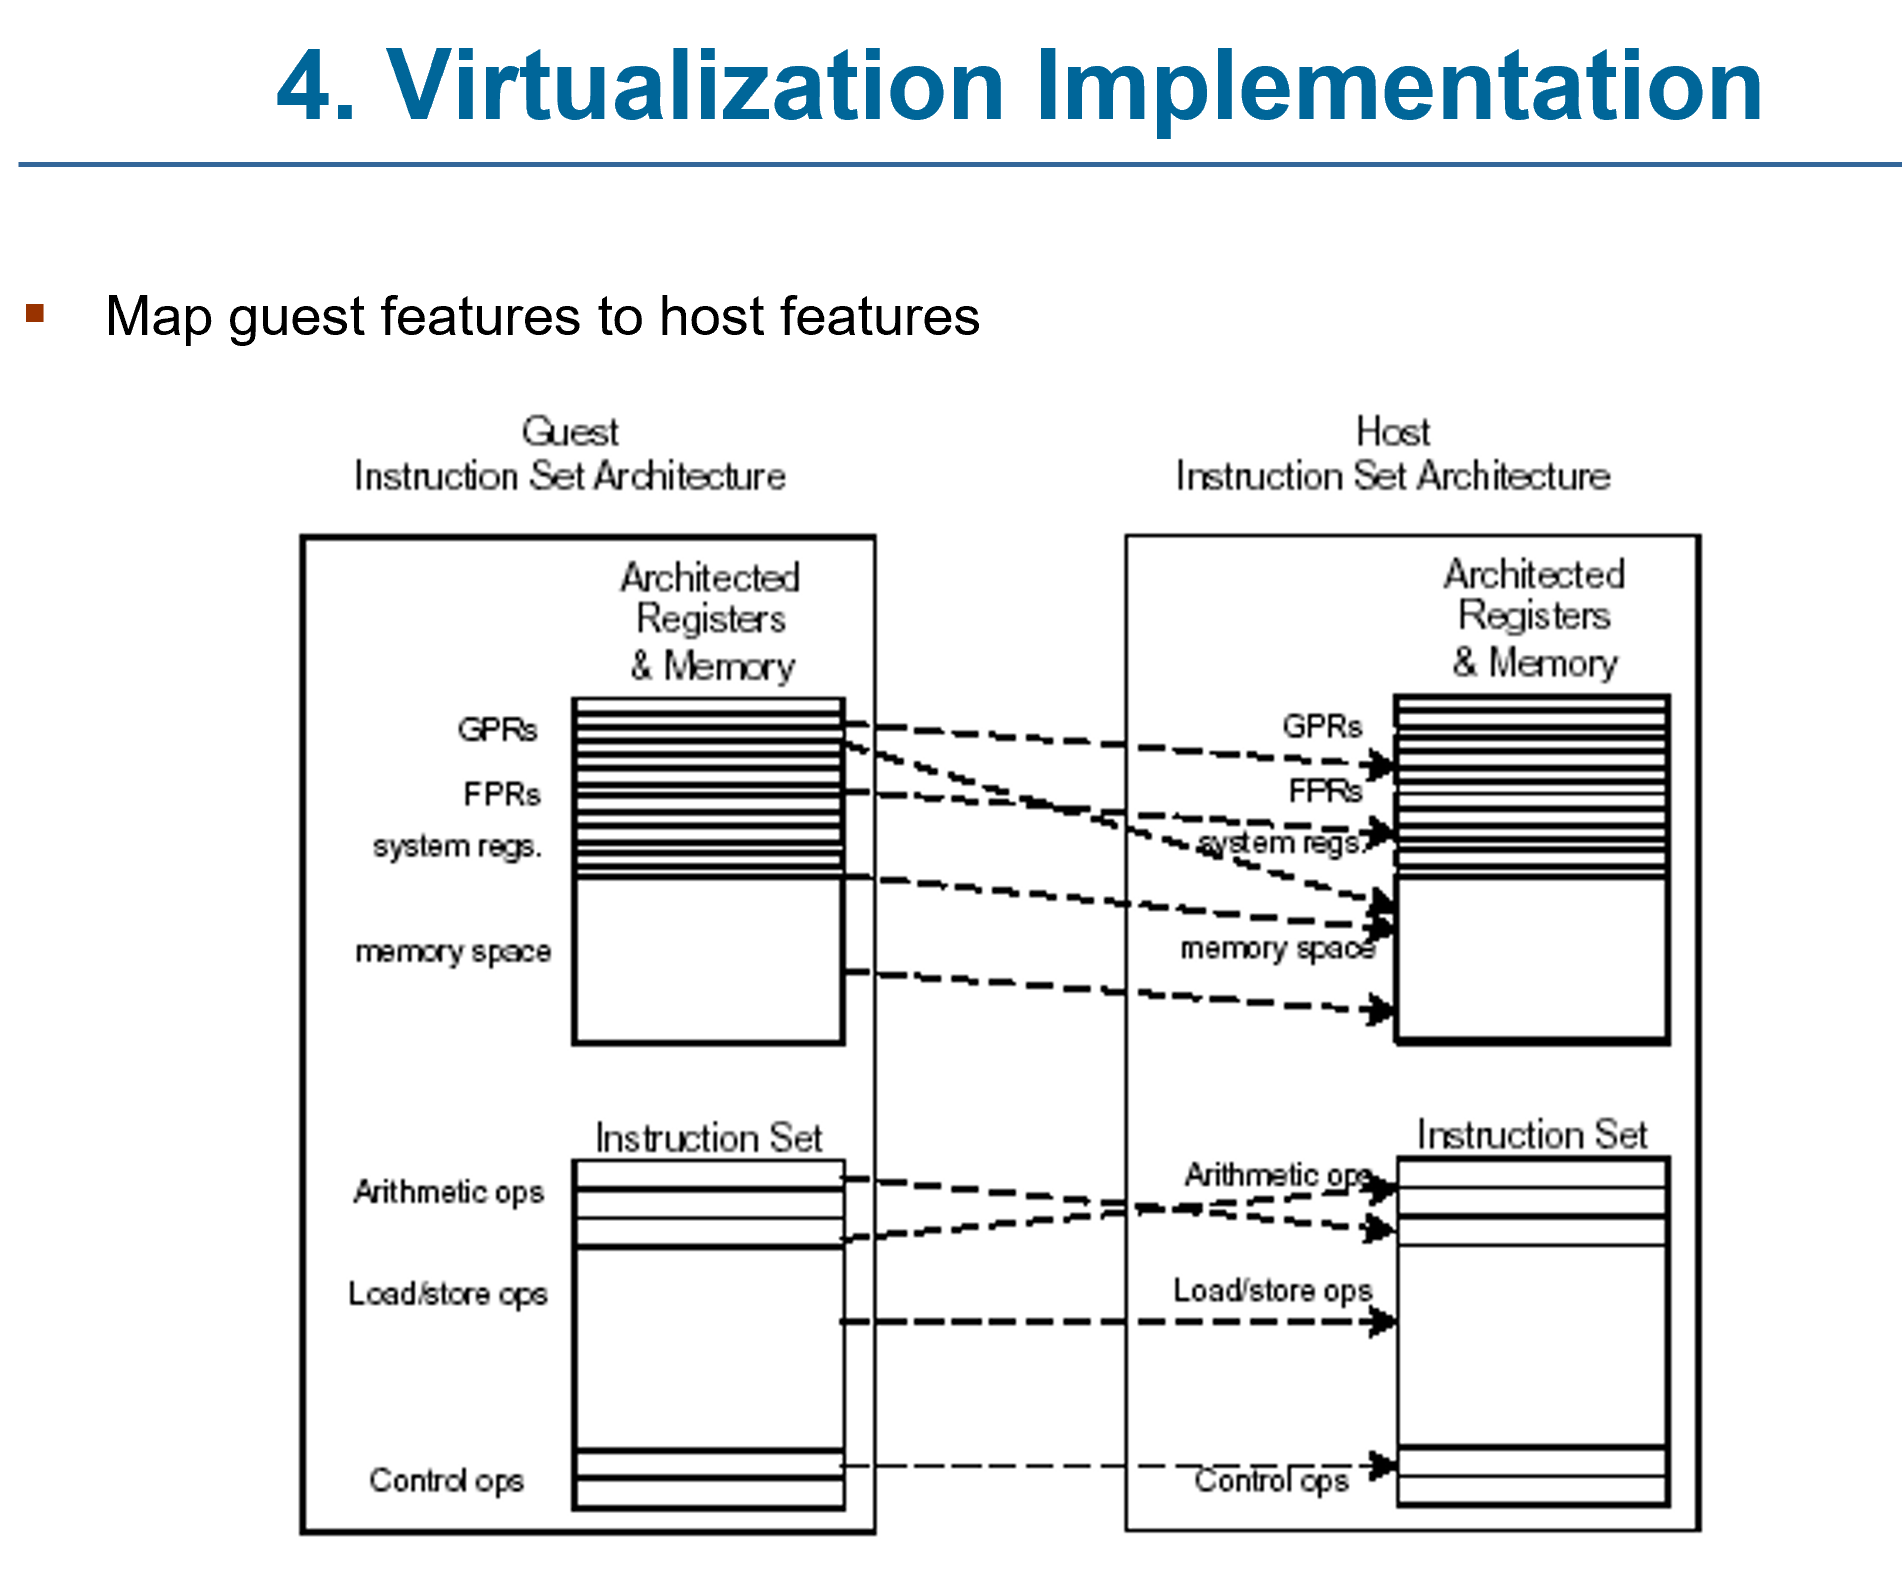 4. Virtualization Implementation
Map guest features to host features
Guest
Instruction Set Architecture
Architected
Registers
& Memory
GPRs
FPRs
system regs.
memory space
Instruction Set
Arithmetic ops
Load/store ops
Control ops
Host
Instruction Set Architecture
Architected
Registers
& Memory
GPRs
FPRs
system regs.
memory space
Instruction Set
Arithmetic ops
Load/store ops
Control ops